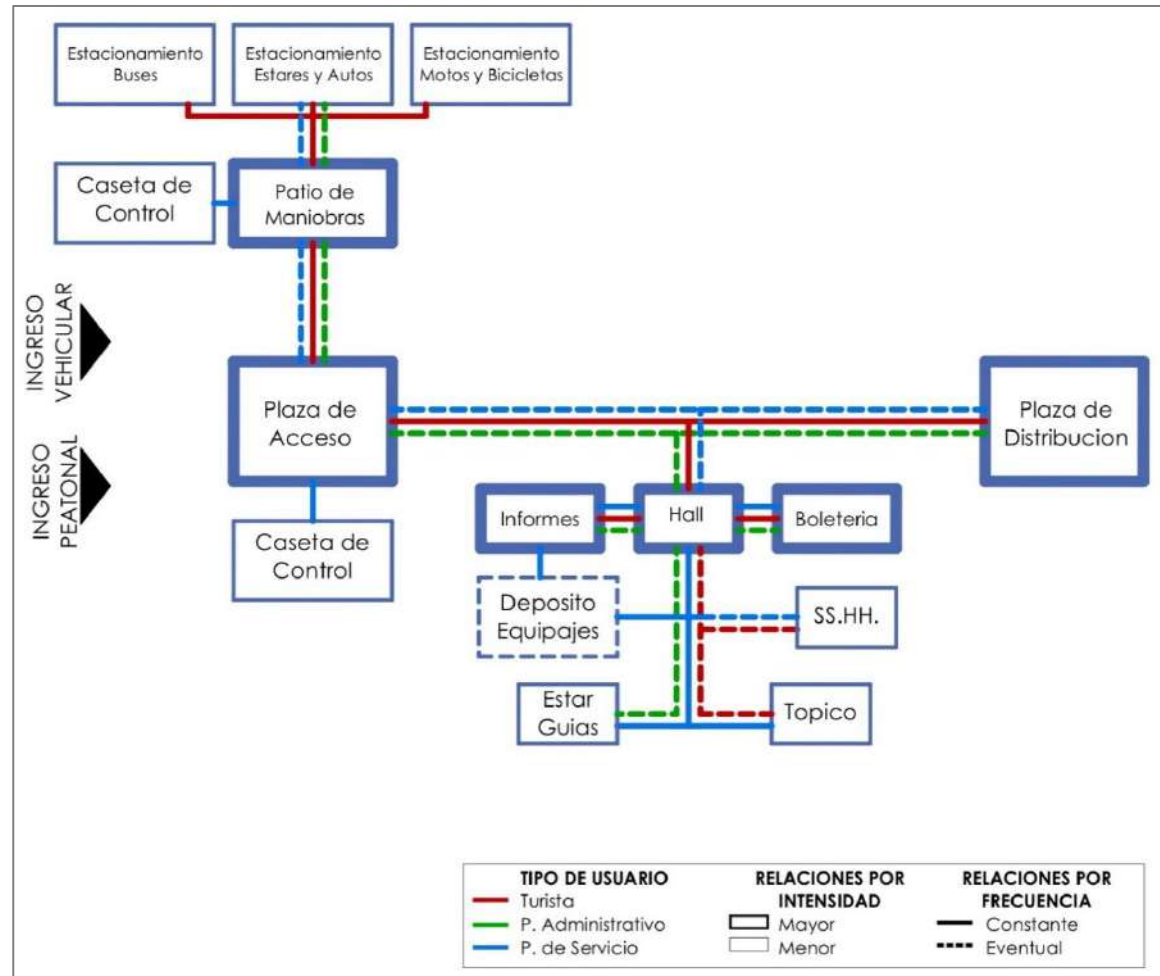 Estacionamiento
Buses
Estacionamiento
Estares y Autos
Estacionamiento
Motos y Bicicletas
Caseta de
Control
Patio de
Maniobras
INGRESO
VEHICULAR
Plaza de
Acceso
Plaza de
Distribucion
INGRESO
PEATONAL
Informes
Hall
Boleteria
Caseta de
Control
Deposito
Equipajes
SS.HH.
Estar
Guias
Topico
TIPO DE USUARIO
Turista
P. Administrativo
P. de Servicio
RELACIONES POR
INTENSIDAD
Mayor
Menor
RELACIONES POR
FRECUENCIA
Constante
Eventual